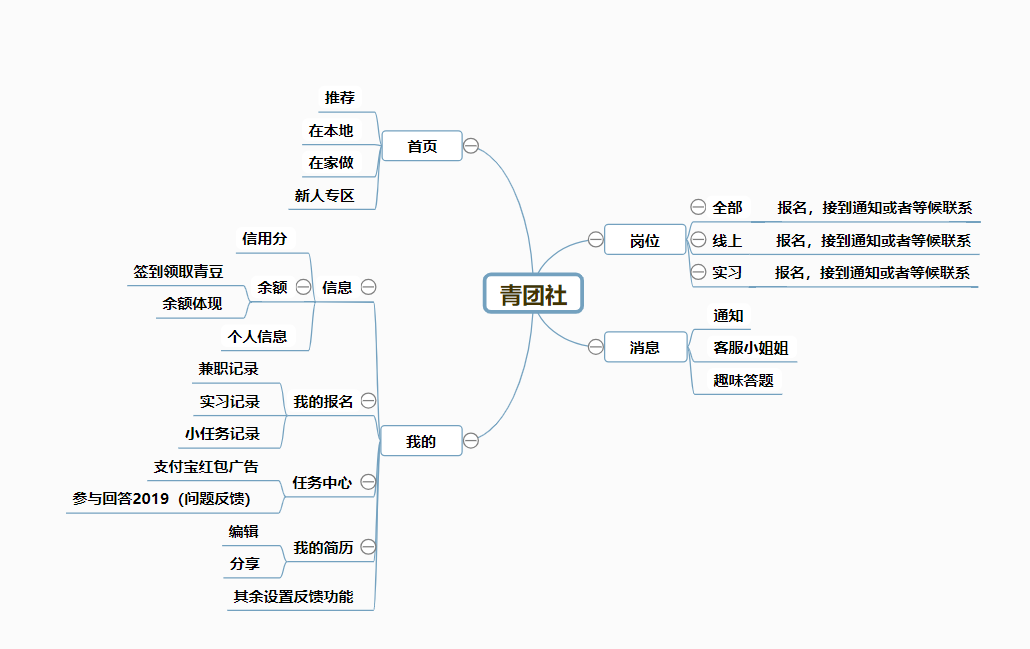 青团社
首页
推荐
在本地
在家做
新人专区
岗位
全部
报名，接到通知或者等候联系
线上
报名，接到通知或者等候联系
实习
报名，接到通知或者等候联系
消息
通知
客服小姐姐
趣味答题
我的
信息
信用分
余额
签到领取青豆
余额体现
个人信息
我的报名
兼职记录
实习记录
小任务记录
任务中心
支付宝红包广告
参与回答2019（问题反馈）
我的简历
编辑
分享
其余设置反馈功能